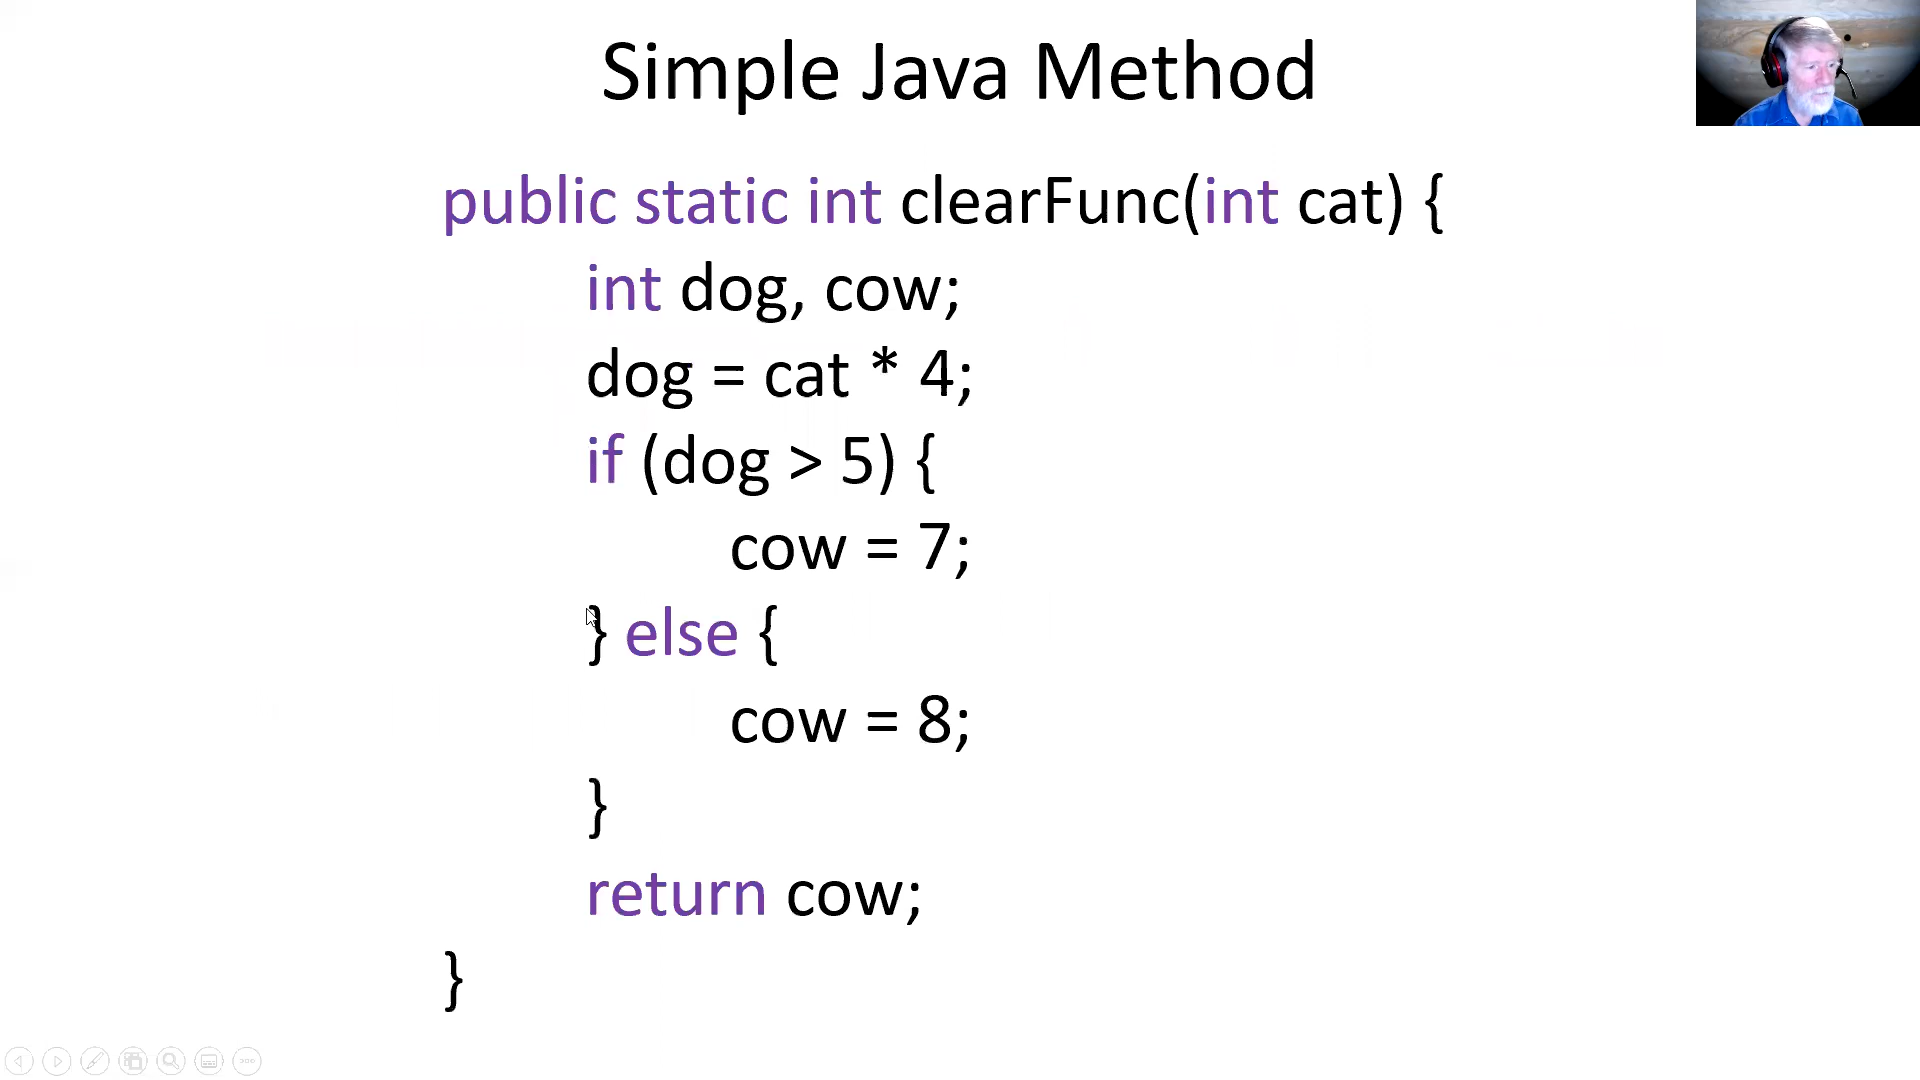 Simple Java Method
public static int clearFunc(int cat) {
int dog, cow;
dog = cat * 4;
if (dog > 5) {
cow = 7;
} else {
cow = 8;
}
return cow;
}